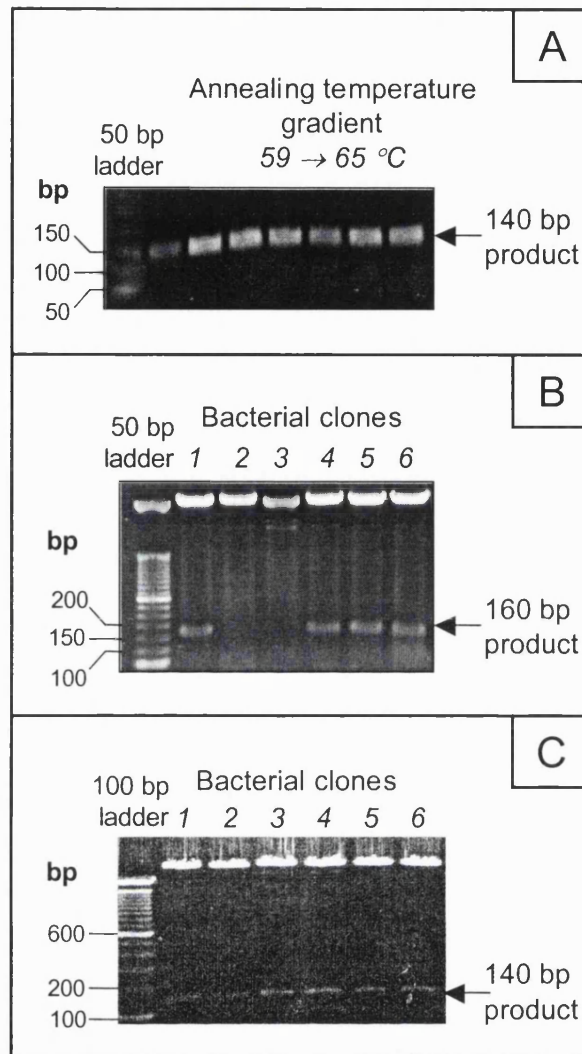 A
Annealing temperature
gradient
59 → 65 °C
50 bp
ladder
bp
150
100
50
140 bp
product
B
Bacterial clones
50 bp
ladder
1 2 3 4 5 6
bp
200
150
100
160 bp
product
C
Bacterial clones
100 bp
ladder
1 2 3 4 5 6
bp
600
200
100
140 bp
product